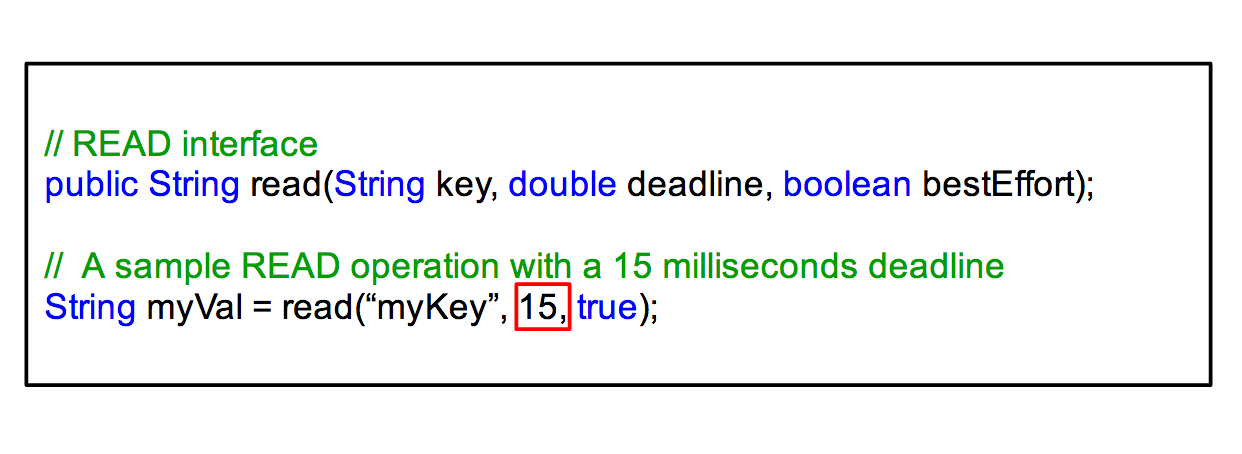 // READ interface
public String read(String key, double deadline, boolean bestEffort);
//  A sample READ operation with a 15 milliseconds deadline
String myVal = read(“myKey”, 15, true);